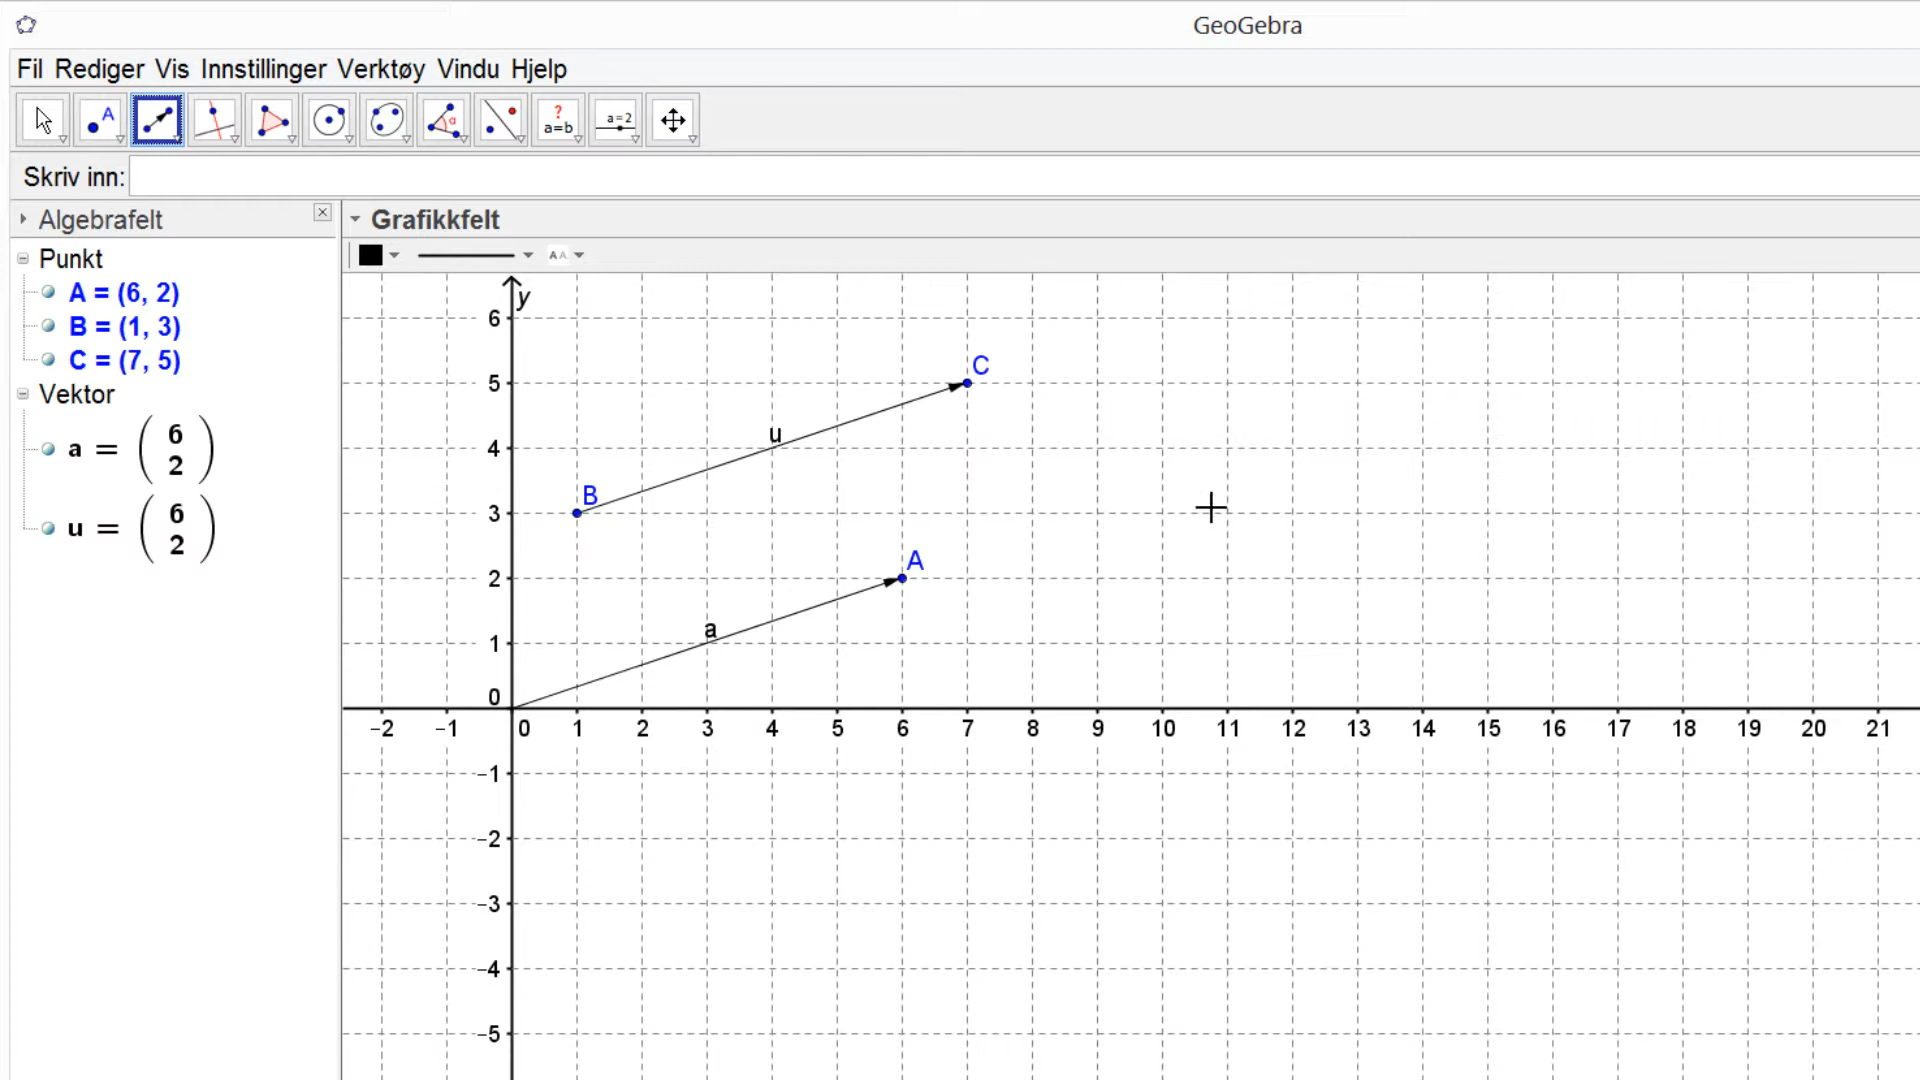 GeoGebra
Fil Rediger Vis Innstillinger Verktøy Vindu Hjelp
A
α
?
a=b
a=2
Skriv inn:
Algebrafelt
Grafikkfelt
AA
Punkt
A = (6, 2)
B = (1, 3)
C = (7, 5)
Vektor
a = ( 6
2 )
u = ( 6
2 )
y
6
C
5
u
4
B
3
A
2
a
1
0
−2 −1 0 1 2 3 4 5 6 7 8 9 10 11 12 13 14 15 16 17 18 19 20 21
−1
−2
−3
−4
−5